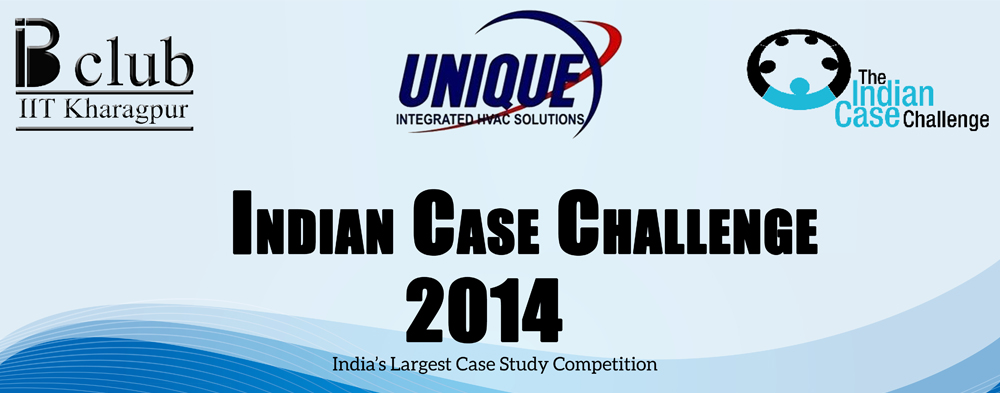 B club
IIT Kharagpur
UNIQUE
INTEGRATED HVAC SOLUTIONS
The
Indian
Case Challenge
INDIAN CASE CHALLENGE
2014
India's Largest Case Study Competition